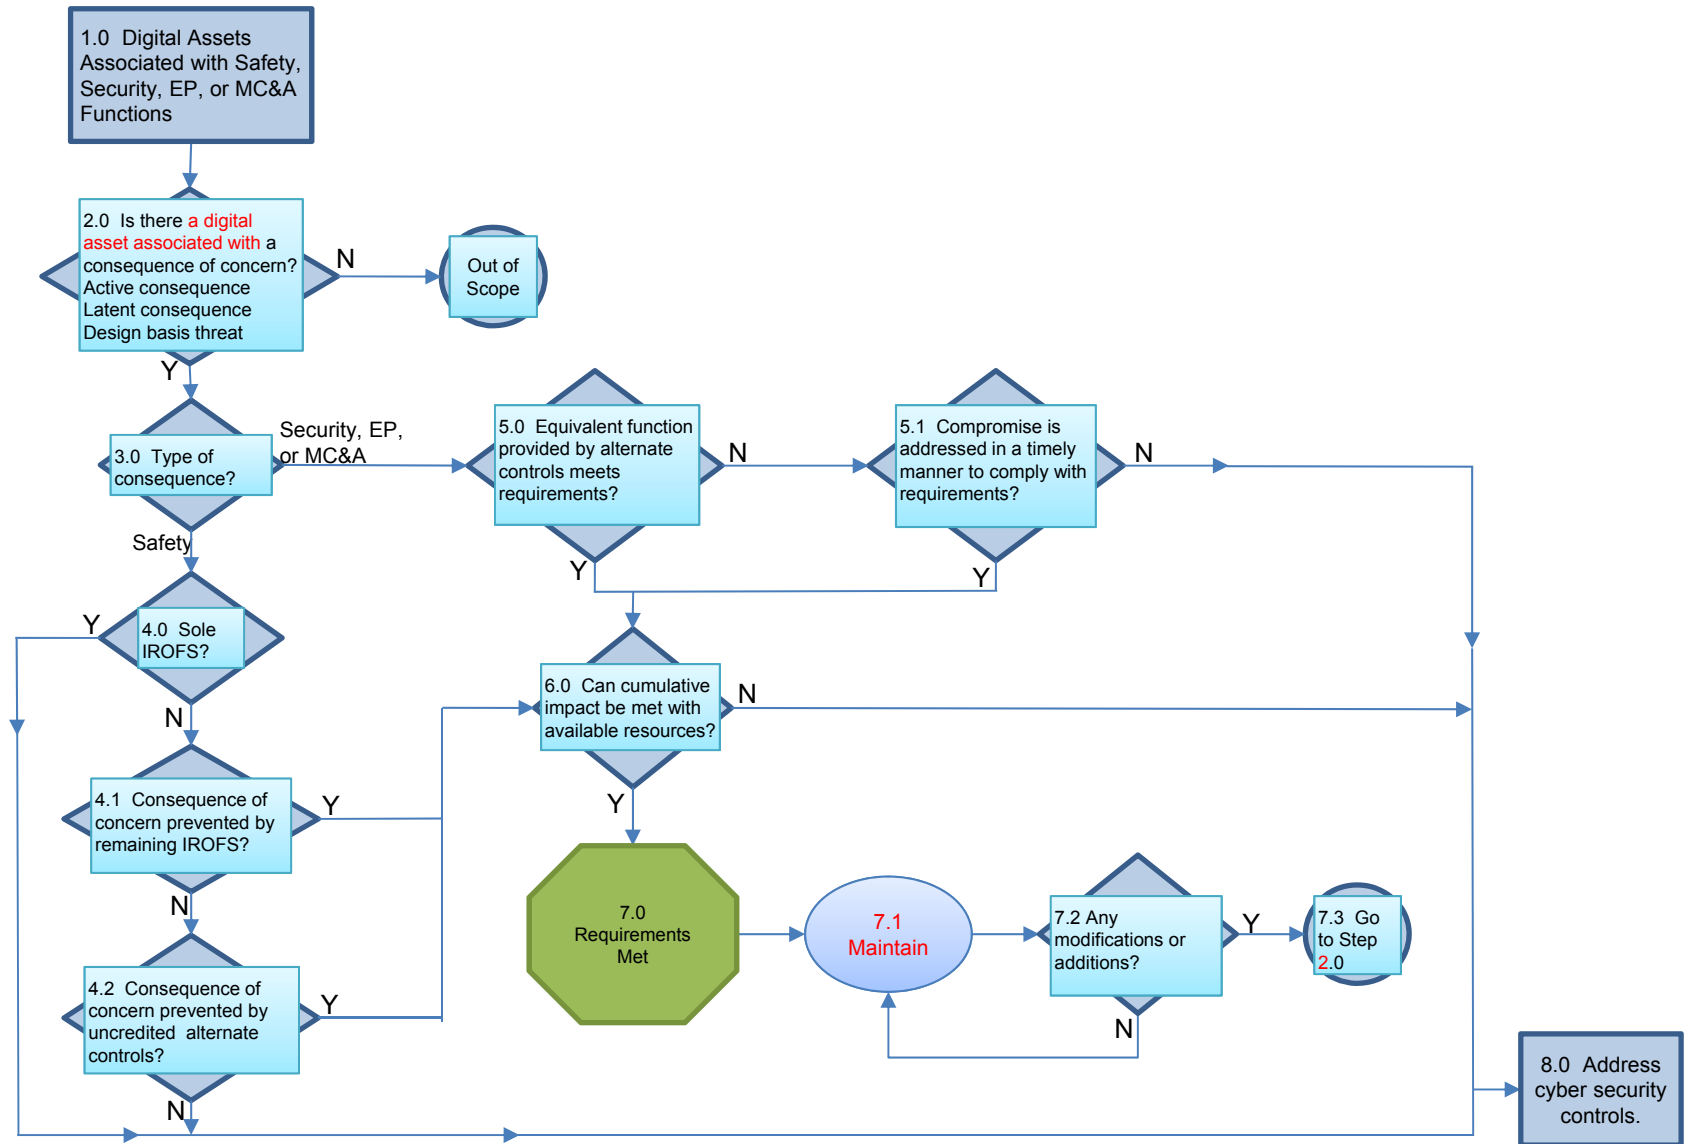 1.0  Digital Assets
Associated with Safety,
Security, EP, or MC&A
Functions
2.0  Is there a digital
asset associated with a
consequence of concern?
Active consequence
Latent consequence
Design basis threat
N
Out of
Scope
Y
3.0  Type of
consequence?
Security, EP,
or MC&A
5.0  Equivalent function
provided by alternate
controls meets
requirements?
N
5.1  Compromise is
addressed in a timely
manner to comply with
requirements?
N
Safety
Y
Y
Y
4.0  Sole
IROFS?
N
6.0  Can cumulative
impact be met with
available resources?
N
Y
4.1  Consequence of
concern prevented by
remaining IROFS?
Y
N
7.0
Requirements
Met
7.1
Maintain
7.2 Any
modifications or
additions?
Y
7.3  Go
to Step
2.0
N
4.2  Consequence of
concern prevented by
uncredited  alternate
controls?
Y
N
8.0  Address
cyber security
controls.